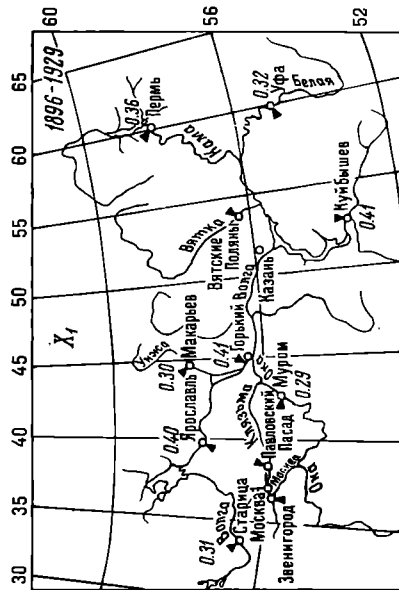 30 35 40 45 50 55 60 65
60
1896-1929
X₁
0.36
Пермь
Кама
Вятка
Унжа
0.30
Макарьев
Ярославль
0.40
Вятские
Поляны
56
Волга
0.31
Старица
Горький
0.41
Волга
Казань
0.32
Уфа
Белая
Клязьма
Ока
Москва
Павловский
Посад
Муром
0.29
Москва
Звенигород
Ока
Куйбышев
0.41
52